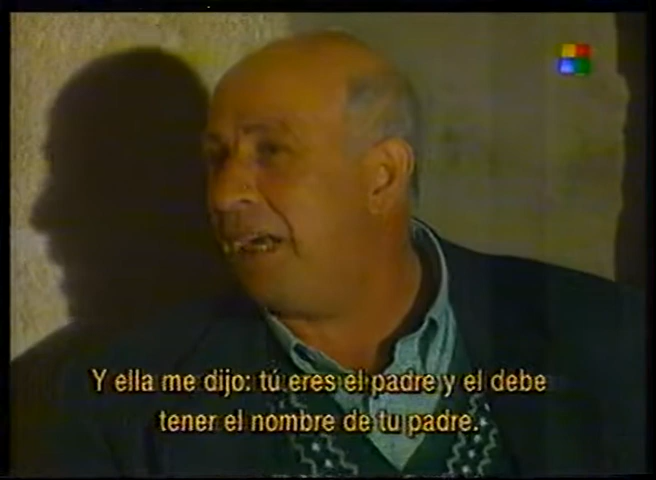 Y ella me dijo: tú eres el padre y el debe
tener el nombre de tu padre.